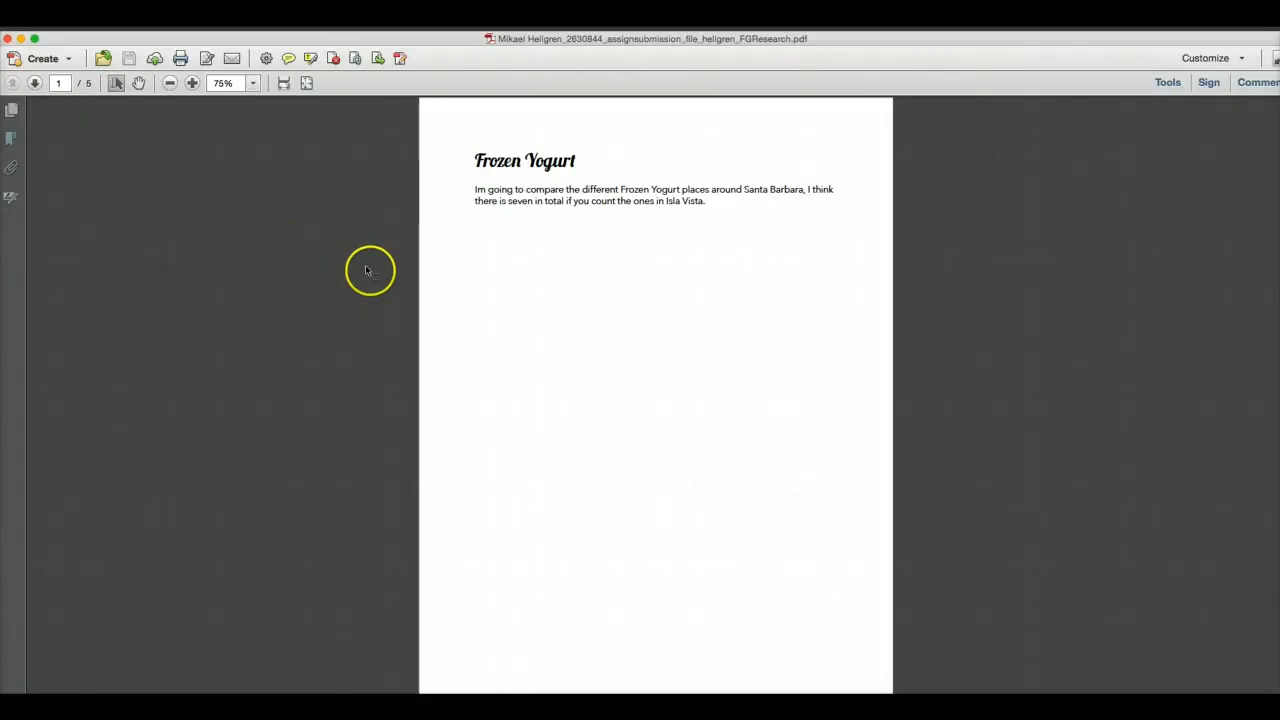 Mikael Hellgren_2630844_assignsubmission_file_hellgren_FGResearch.pdf
Create
Customize
1 / 5
75%
Tools
Sign
Commen
Frozen Yogurt
Im going to compare the different Frozen Yogurt places around Santa Barbara, I think
there is seven in total if you count the ones in Isla Vista.